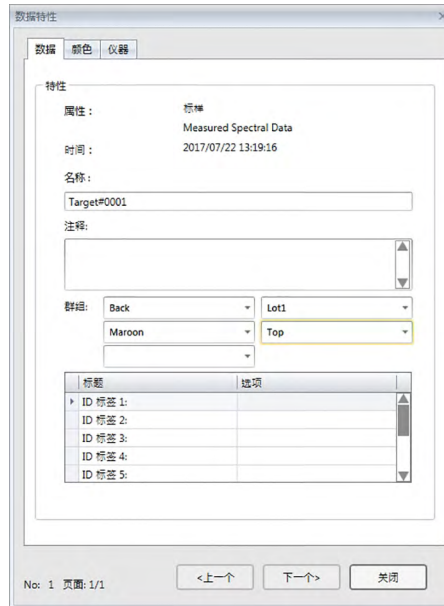 数据特性
数据 颜色 仪器
特性
属性： 标样
Measured Spectral Data
时间： 2017/07/22 13:19:16
名称：
Target#0001
注释:
群组: Back Lot1
Maroon Top
标题 选项
ID 标签 1:
ID 标签 2:
ID 标签 3:
ID 标签 4:
ID 标签 5:
No: 1 页面: 1/1 <上一个 下一个> 关闭